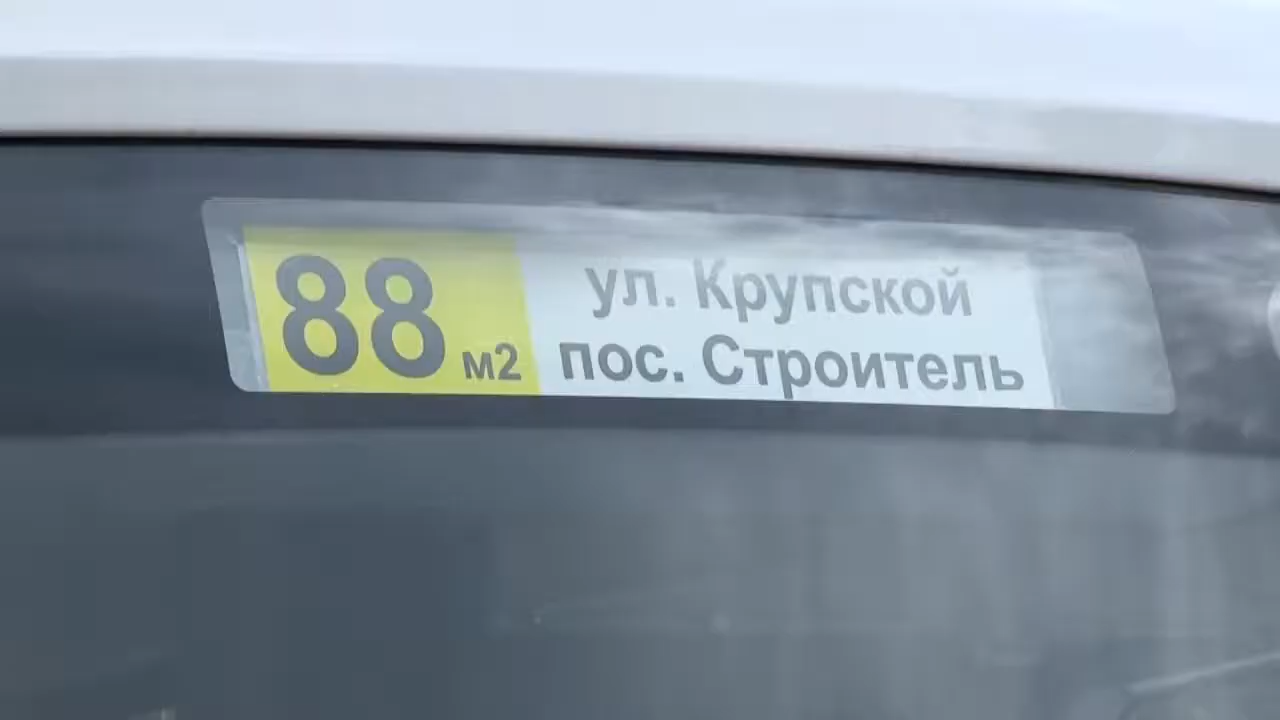 88 м2
ул. Крупской
пос. Строитель